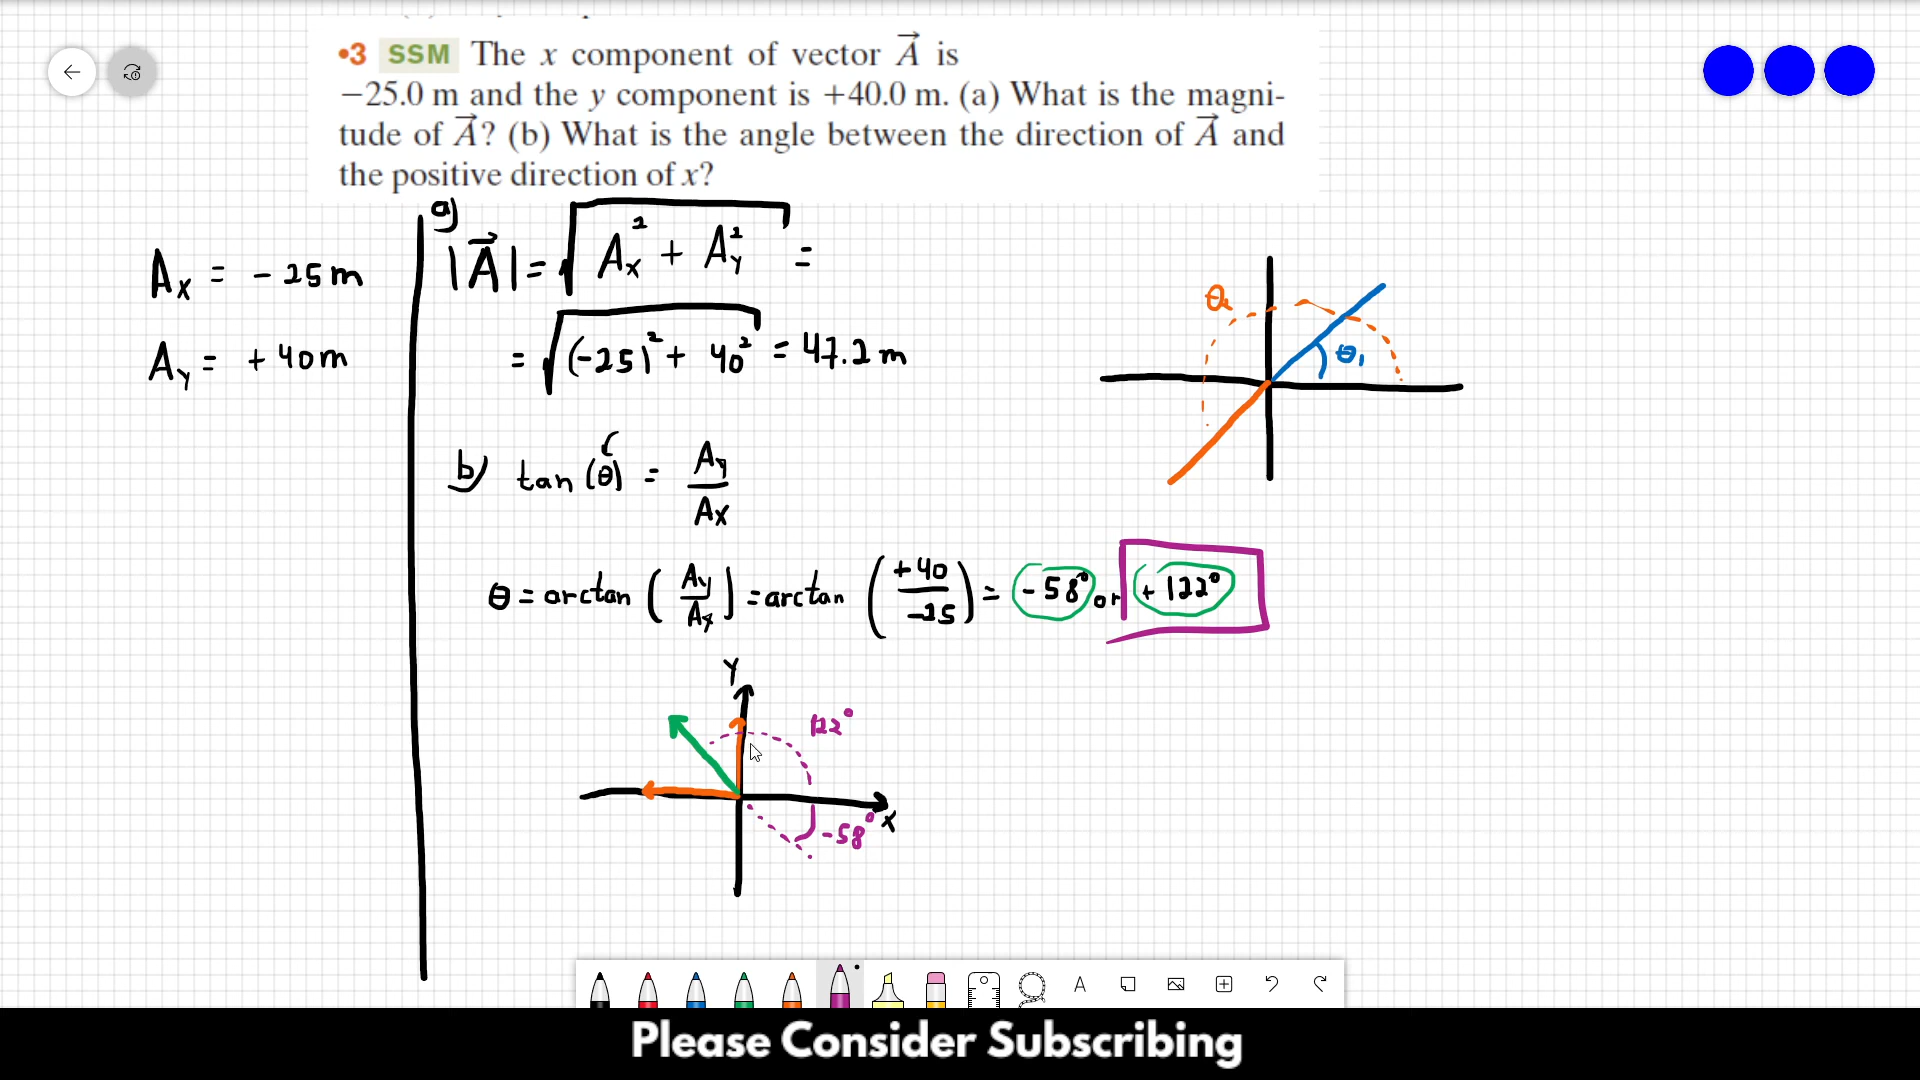 •3 SSM The x component of vector A⃗ is
−25.0 m and the y component is +40.0 m. (a) What is the magni-
tude of A⃗? (b) What is the angle between the direction of A⃗ and
the positive direction of x?
Ax = - 25m
Ay = + 40m
a)
|A⃗| = √(Ax² + Ay²) =
= √((-25)² + 40²) = 47.2 m
b) tan(θ) = Ay/Ax
θ = arctan (Ay/Ax) = arctan (+40/-25) = -58° or +122°
θ₂
θ₁
Y
122°
X
-58°
A
Please Consider Subscribing